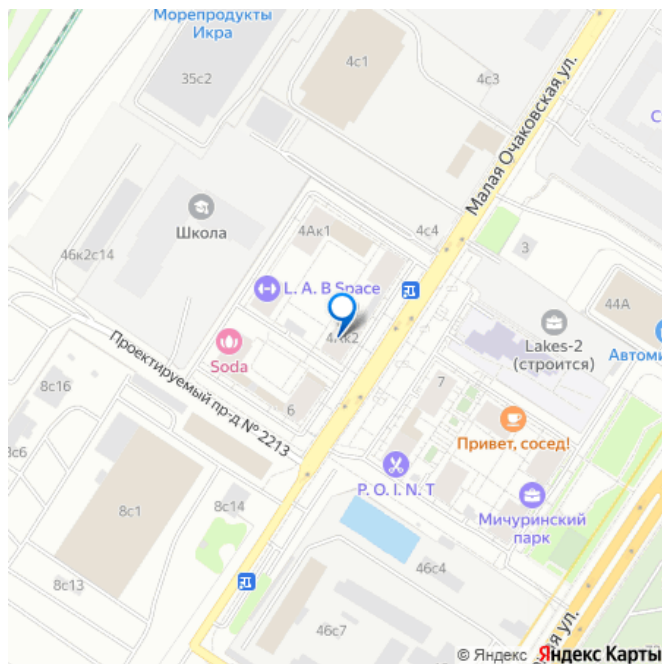 Морепродукты
Икра
35с2
4с1
4с3
Малая Очаковская ул.
С
Школа
4Ак1
4с4
3
46к2с14
L. A. B Space
44А
4Ак2
Lakes-2
(строится)
Автоми
Проектируемый пр-д № 2213
Soda
7
8с16
6
Привет, сосед!
8с6
P. O. I. N. T
8с1
8с14
Мичуринский
парк
46с4
8с13
46с7
ая ул.
© Яндекс Яндекс Карты